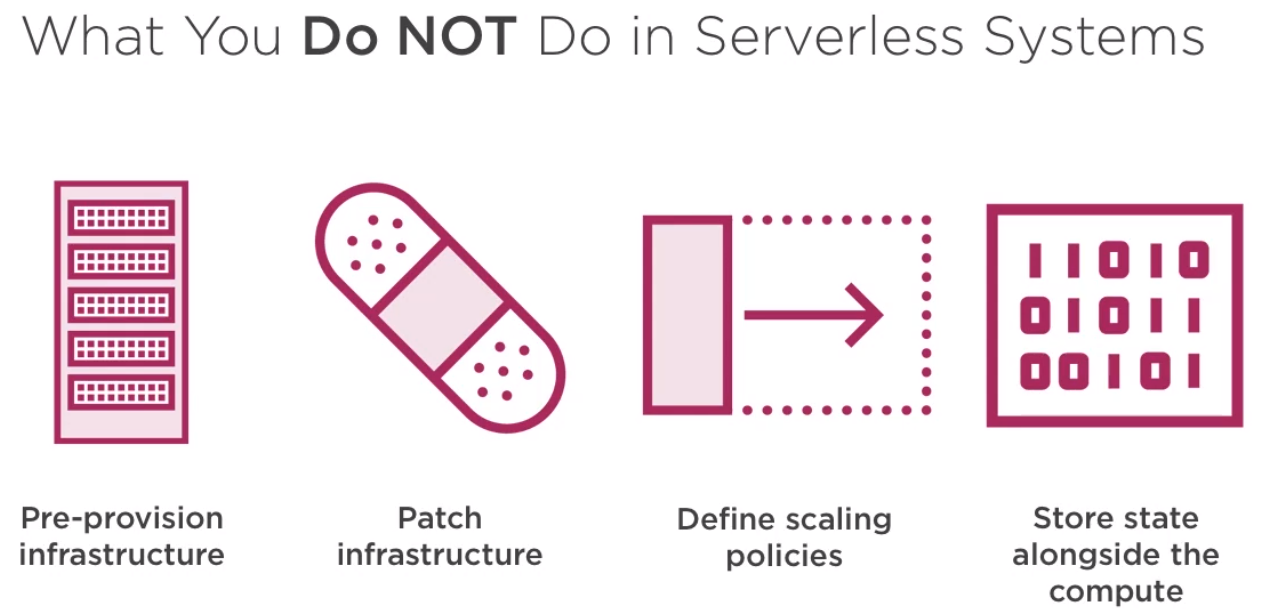 What You Do NOT Do in Serverless Systems
11010
01011
00101
Pre-provision
infrastructure
Patch
infrastructure
Define scaling
policies
Store state
alongside the
compute